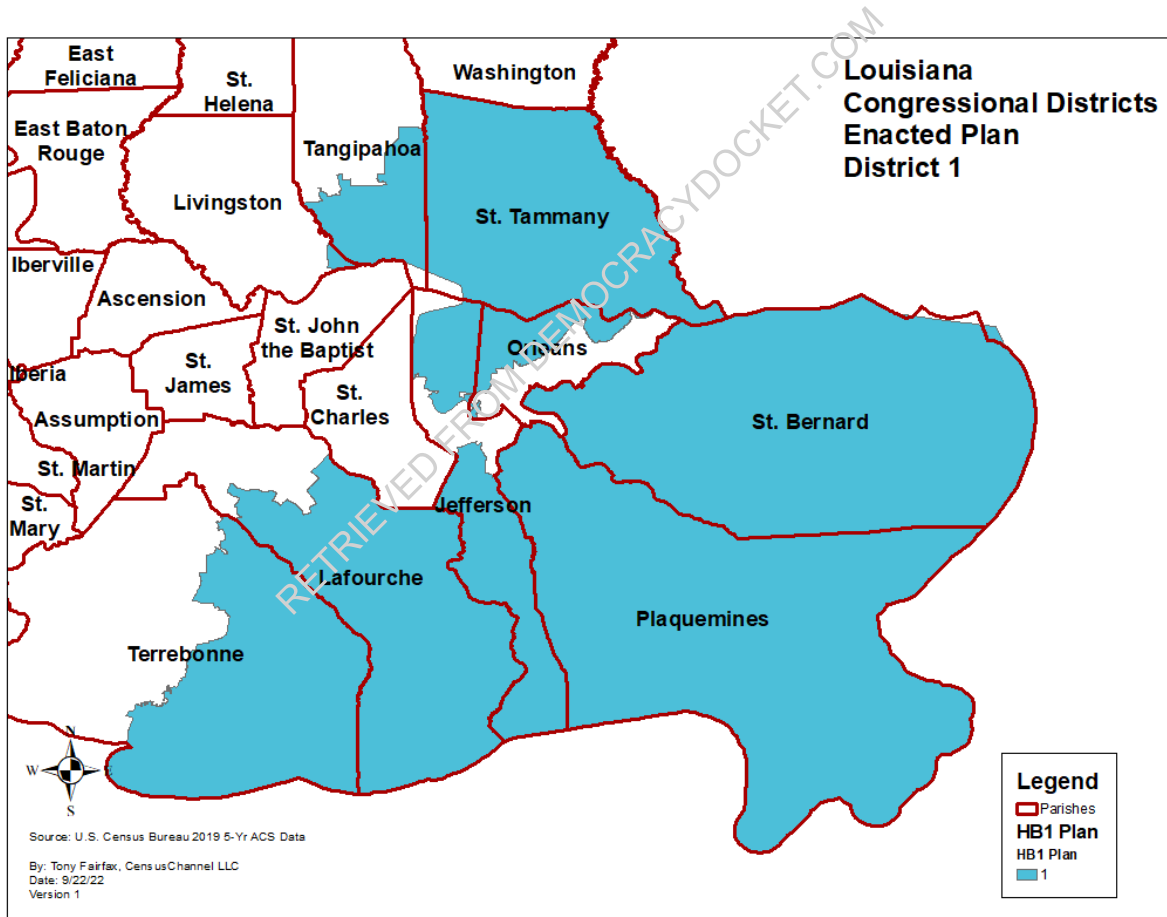 Louisiana
Congressional Districts
Enacted Plan
District 1
East
Feliciana
St.
Helena
Washington
East Baton
Rouge
Tangipahoa
Livingston
St. Tammany
Iberville
Ascension
St. John
the Baptist
Orleans
St.
James
Iberia
St.
Charles
Assumption
St. Bernard
St. Martin
St.
Mary
Jefferson
Lafourche
Plaquemines
Terrebonne
RETRIEVED FROM DEMOCRACYDOCKET.COM
N
W
E
S
Legend
Parishes
HB1 Plan
HB1 Plan
1
Source: U.S. Census Bureau 2019 5-Yr ACS Data
By: Tony Fairfax, CensusChannel LLC
Date: 9/22/22
Version 1